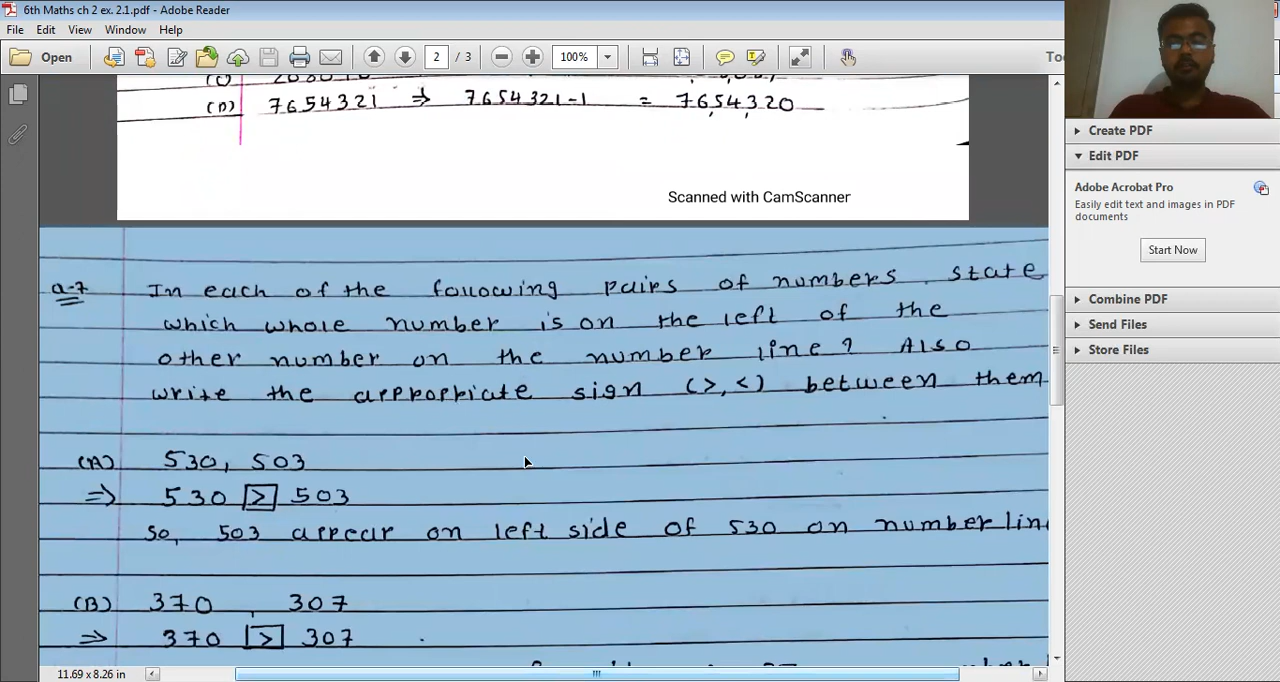 6th Maths ch 2 ex. 2.1.pdf - Adobe Reader
File Edit View Window Help
Open 2 / 3 100% To
(D) 7654321 ⇒ 7654321-1 = 7654320
Scanned with CamScanner
Q-7 In each of the following pairs of numbers state
which whole number is on the left of the
other number on the number line? Also
write the appropriate sign (>,<) between them
(A) 530, 503
⇒ 530 > 503
So, 503 appear on left side of 530 on number lin
(B) 370 , 307
⇒ 370 > 307
11.69 x 8.26 in
Create PDF
Edit PDF
Adobe Acrobat Pro
Easily edit text and images in PDF
documents
Start Now
Combine PDF
Send Files
Store Files